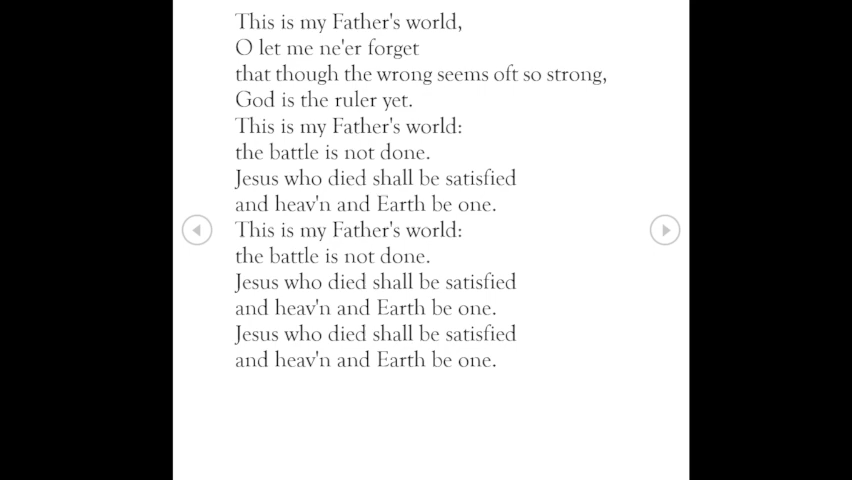 This is my Father's world,
O let me ne'er forget
that though the wrong seems oft so strong,
God is the ruler yet.
This is my Father's world:
the battle is not done.
Jesus who died shall be satisfied
and heav'n and Earth be one.
This is my Father's world:
the battle is not done.
Jesus who died shall be satisfied
and heav'n and Earth be one.
Jesus who died shall be satisfied
and heav'n and Earth be one.